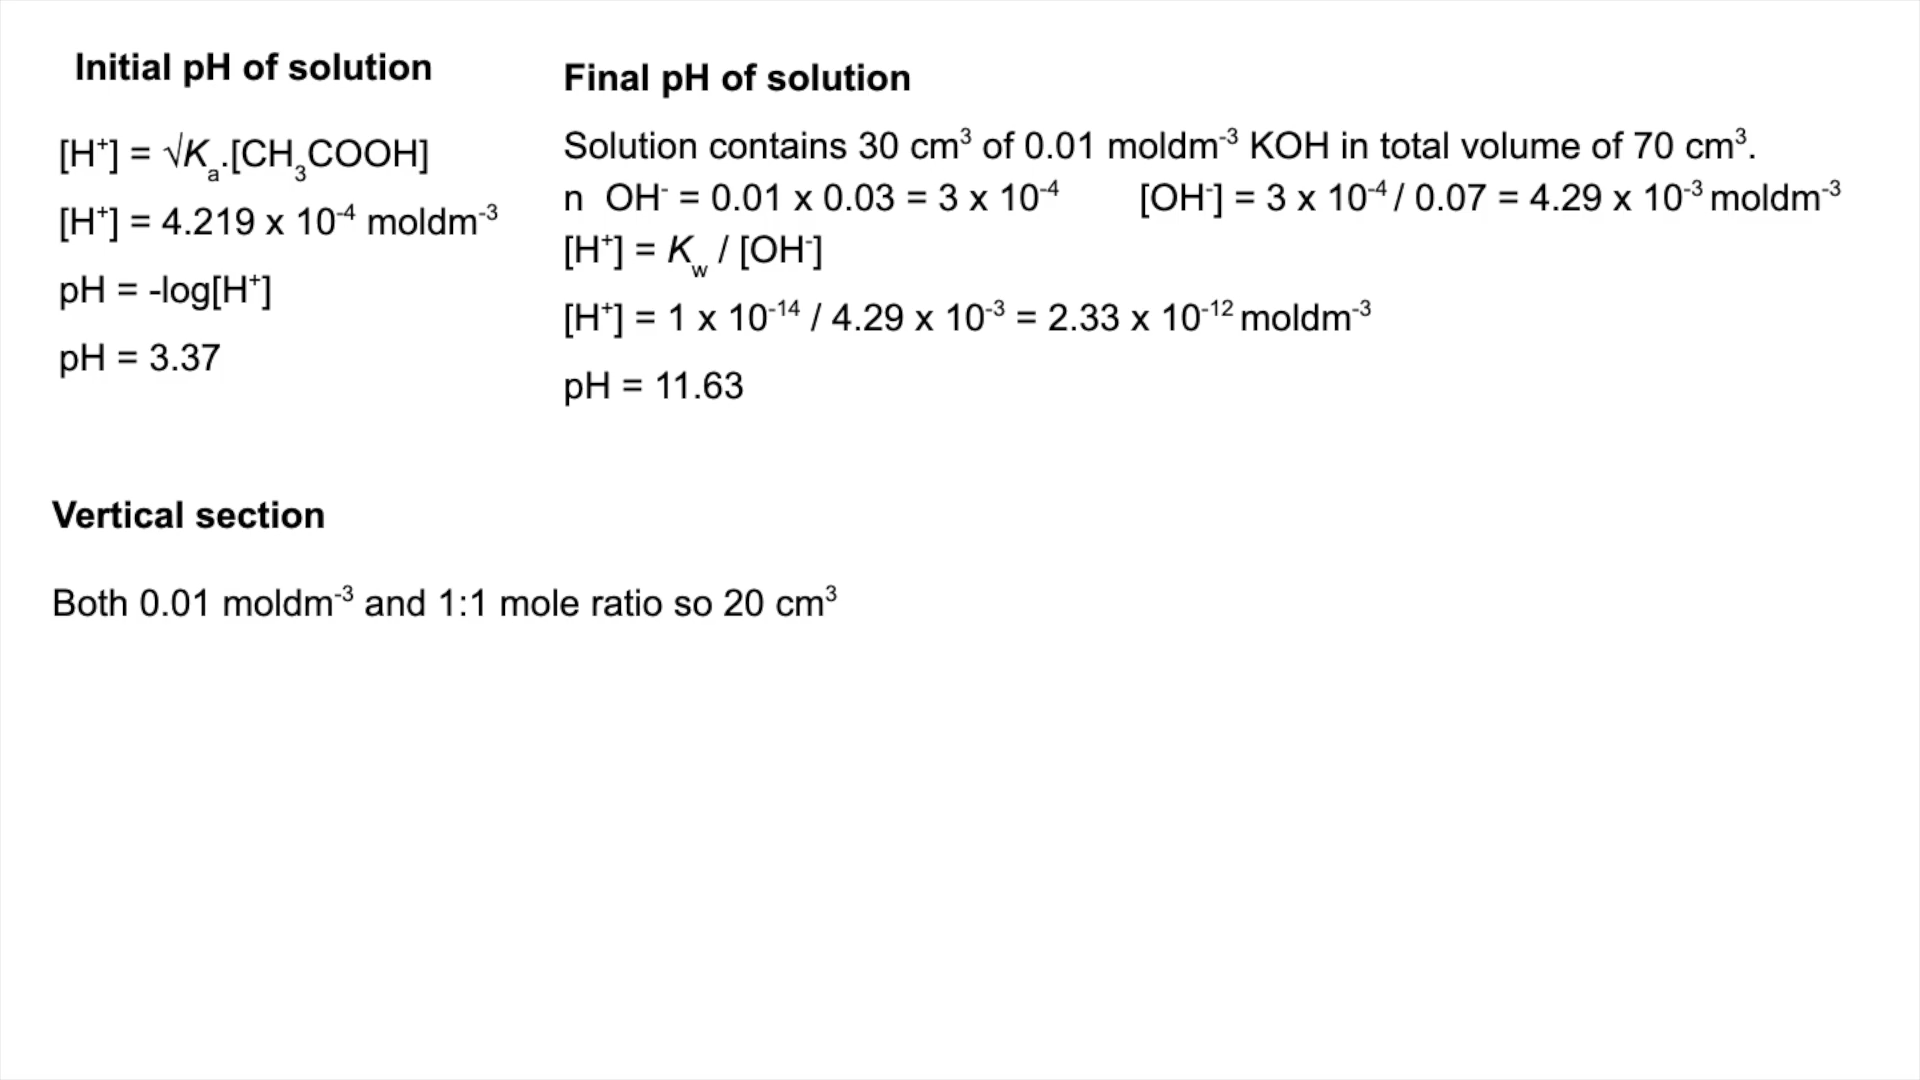 Initial pH of solution
[H⁺] = √Kₐ.[CH₃COOH]
[H⁺] = 4.219 x 10⁻⁴ moldm⁻³
pH = -log[H⁺]
pH = 3.37
Final pH of solution
Solution contains 30 cm³ of 0.01 moldm⁻³ KOH in total volume of 70 cm³.
n OH⁻ = 0.01 x 0.03 = 3 x 10⁻⁴ [OH⁻] = 3 x 10⁻⁴ / 0.07 = 4.29 x 10⁻³ moldm⁻³
[H⁺] = K_w / [OH⁻]
[H⁺] = 1 x 10⁻¹⁴ / 4.29 x 10⁻³ = 2.33 x 10⁻¹² moldm⁻³
pH = 11.63
Vertical section
Both 0.01 moldm⁻³ and 1:1 mole ratio so 20 cm³